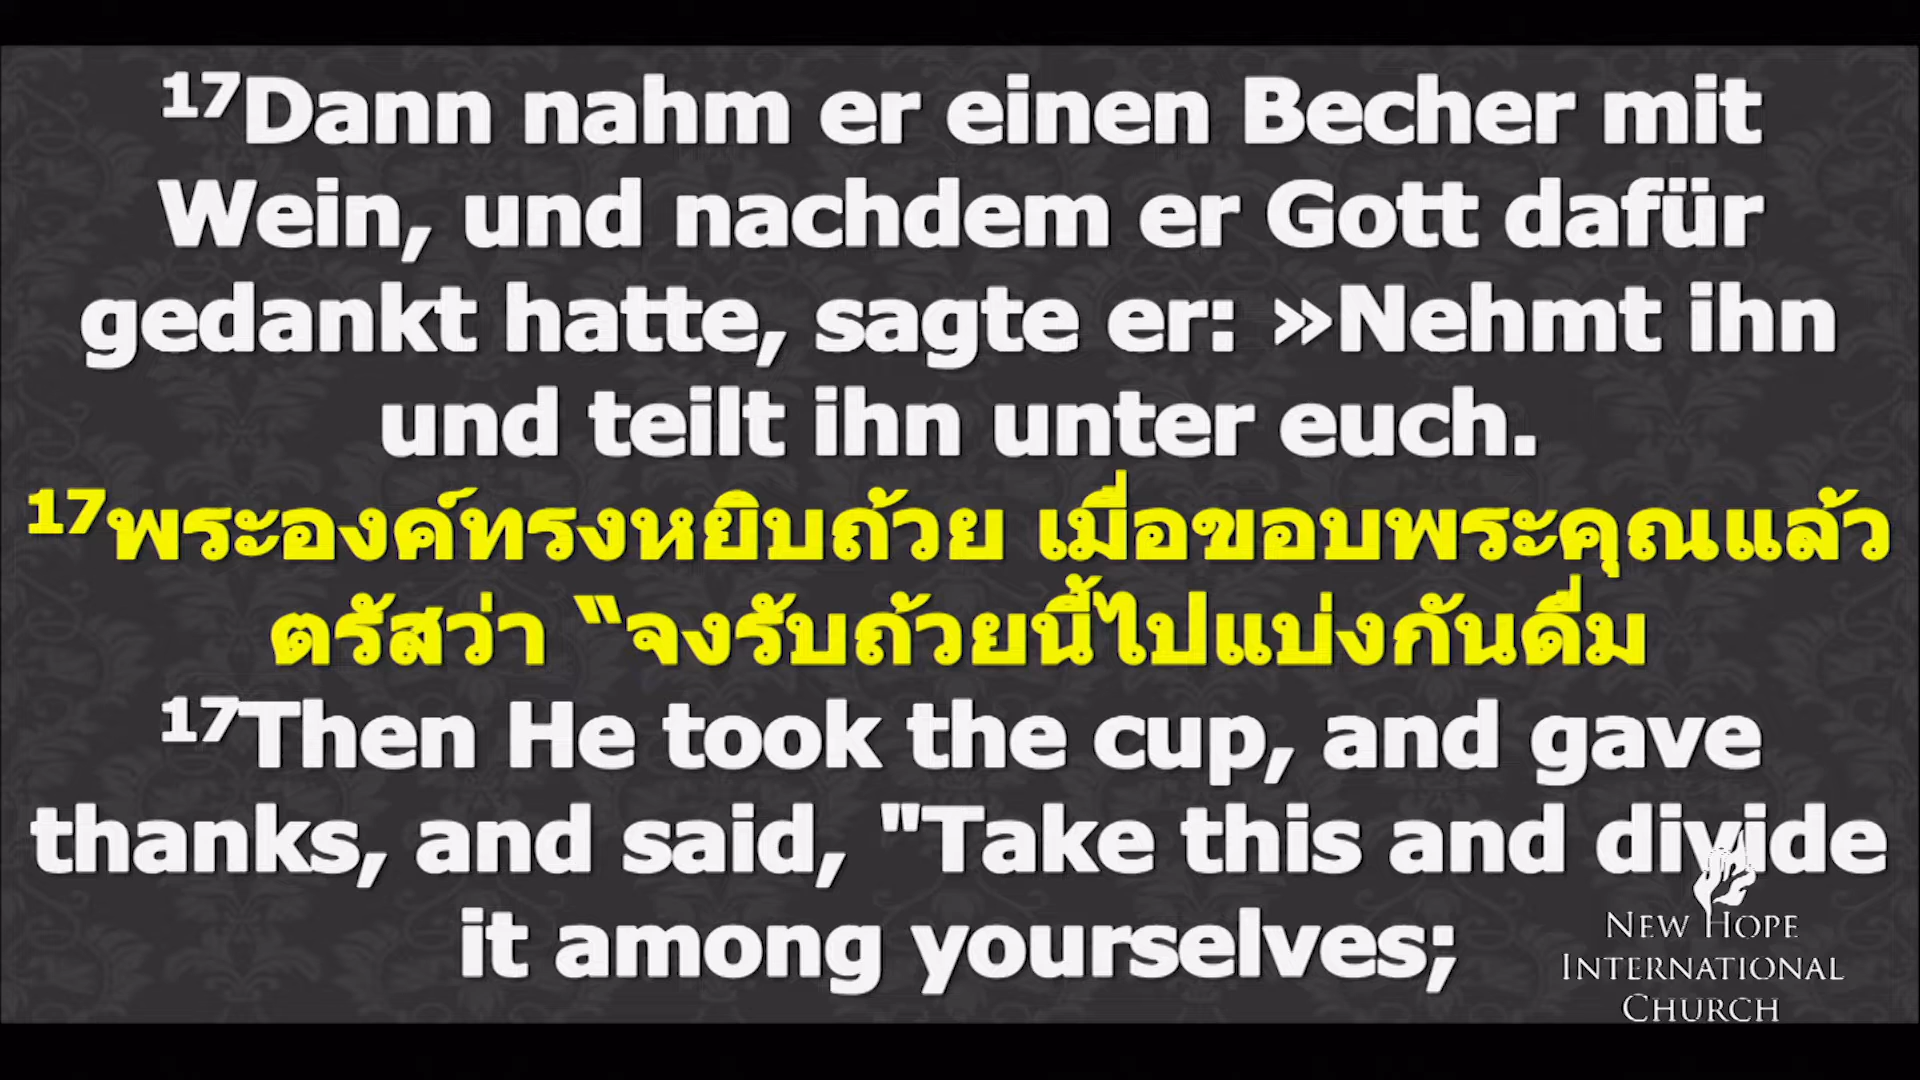 ¹⁷Dann nahm er einen Becher mit
Wein, und nachdem er Gott dafür
gedankt hatte, sagte er: »Nehmt ihn
und teilt ihn unter euch.
¹⁷พระองค์ทรงหยิบถ้วย เมื่อขอบพระคุณแล้ว
ตรัสว่า “จงรับถ้วยนี้ไปแบ่งกันดื่ม
¹⁷Then He took the cup, and gave
thanks, and said, "Take this and divide
it among yourselves;
NEW HOPE
INTERNATIONAL
CHURCH